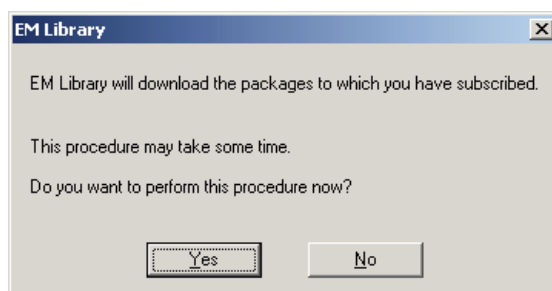 EM Library
EM Library will download the packages to which you have subscribed.
This procedure may take some time.
Do you want to perform this procedure now?
Yes No